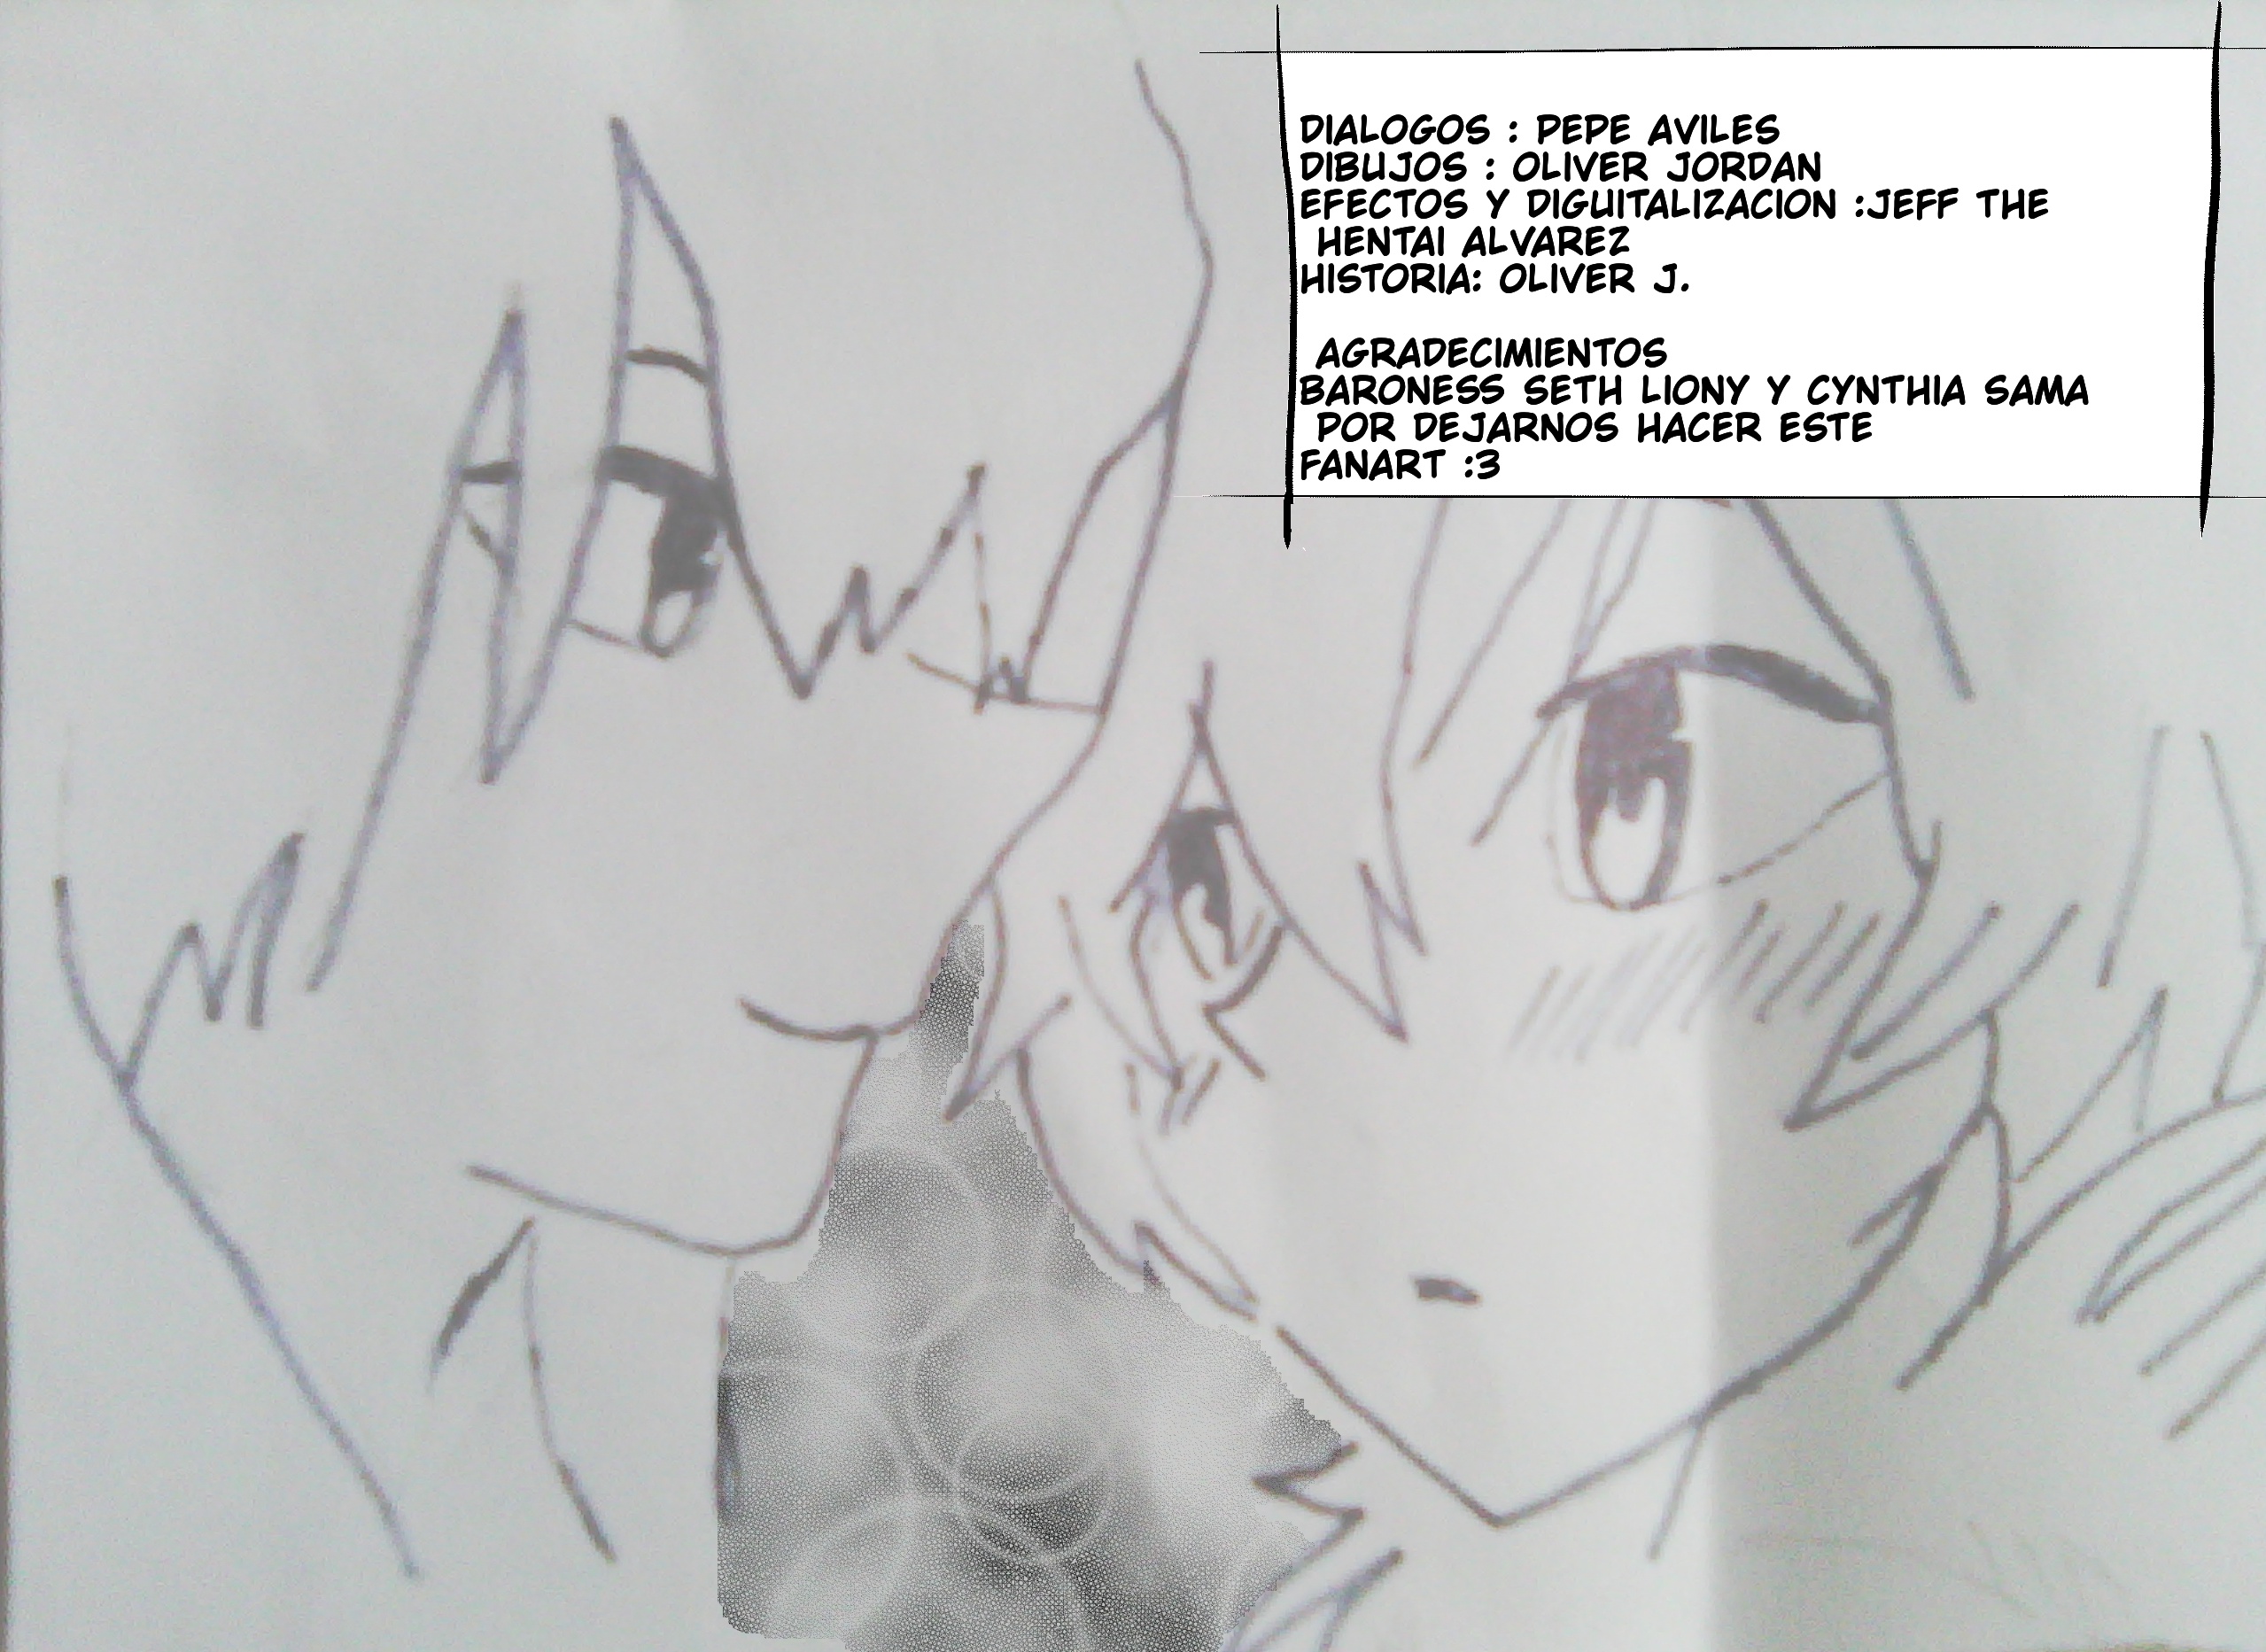 DIALOGOS : PEPE AVILES
DIBUJOS : OLIVER JORDAN
EFECTOS Y DIGUITALIZACION :JEFF THE
HENTAI ALVAREZ
HISTORIA: OLIVER J.
AGRADECIMIENTOS
BARONESS SETH LIONY Y CYNTHIA SAMA
POR DEJARNOS HACER ESTE
FANART :3